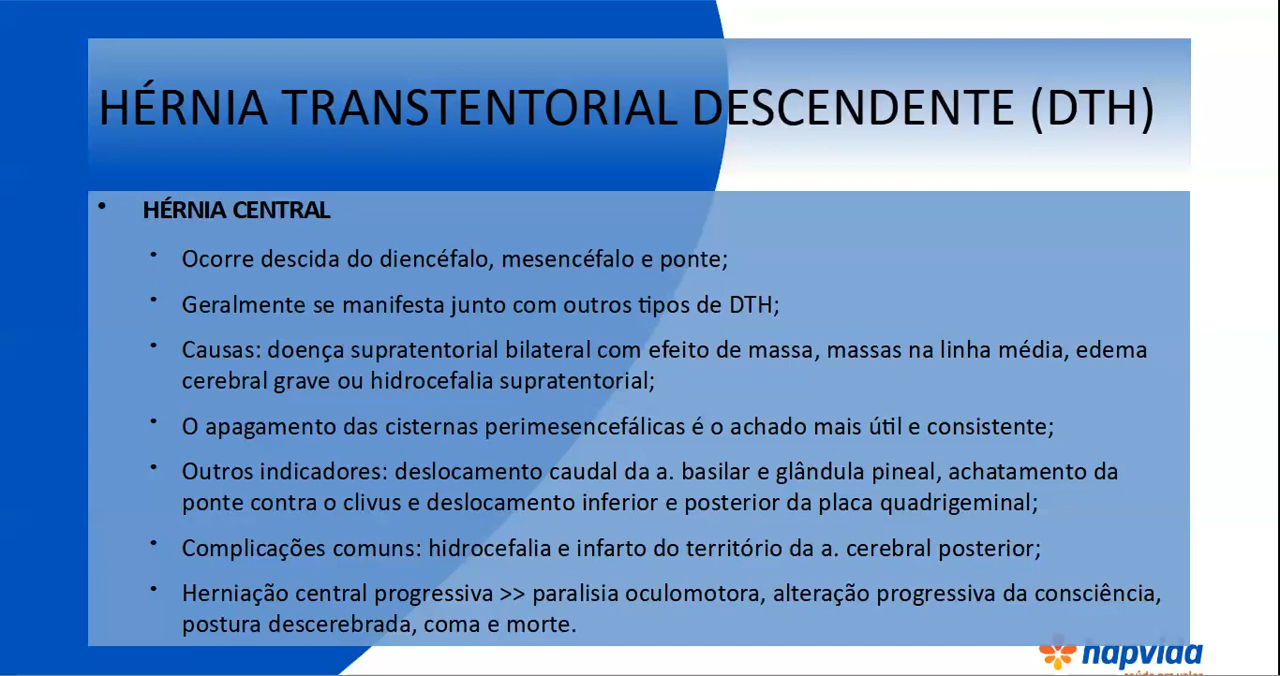 HÉRNIA TRANSTENTORIAL DESCENDENTE (DTH)
• HÉRNIA CENTRAL
• Ocorre descida do diencéfalo, mesencéfalo e ponte;
• Geralmente se manifesta junto com outros tipos de DTH;
• Causas: doença supratentorial bilateral com efeito de massa, massas na linha média, edema
cerebral grave ou hidrocefalia supratentorial;
• O apagamento das cisternas perimesencefálicas é o achado mais útil e consistente;
• Outros indicadores: deslocamento caudal da a. basilar e glândula pineal, achatamento da
ponte contra o clivus e deslocamento inferior e posterior da placa quadrigeminal;
• Complicações comuns: hidrocefalia e infarto do território da a. cerebral posterior;
• Herniação central progressiva >> paralisia oculomotora, alteração progressiva da consciência,
postura descerebrada, coma e morte.
hapvida